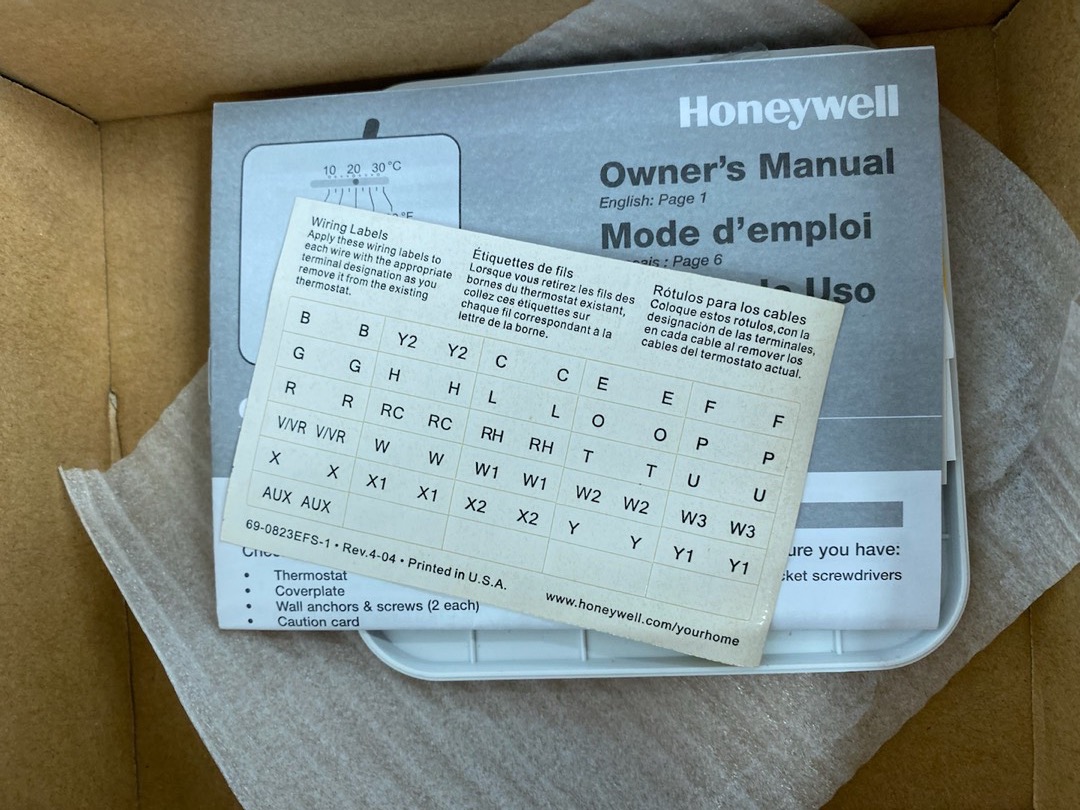 Honeywell
10 20 30 °C
°F
Owner's Manual
English: Page 1
Mode d'emploi
: Page 6
Uso
Wiring Labels
Apply these wiring labels to
each wire with the appropriate
terminal designation as you
remove it from the existing
thermostat.
Étiquettes de fils
Lorsque vous retirez les fils des
bornes du thermostat existant,
collez ces étiquettes sur
chaque fil correspondant à la
lettre de la borne.
Rótulos para los cables
Coloque estos rótulos,con la
designación de las terminales,
en cada cable al remover los
cables del termostato actual.
B B Y2 Y2 C C E E F F
G G H H L L O O P P
R R RC RC RH RH T T U U
V/VR V/VR W W W1 W1 W2 W2 W3 W3
X X X1 X1 X2 X2 Y Y Y1 Y1
AUX AUX
69-0823EFS-1 • Rev.4-04 • Printed in U.S.A.
www.honeywell.com/yourhome
• Thermostat
• Coverplate
• Wall anchors & screws (2 each)
• Caution card
you have:
screwdrivers